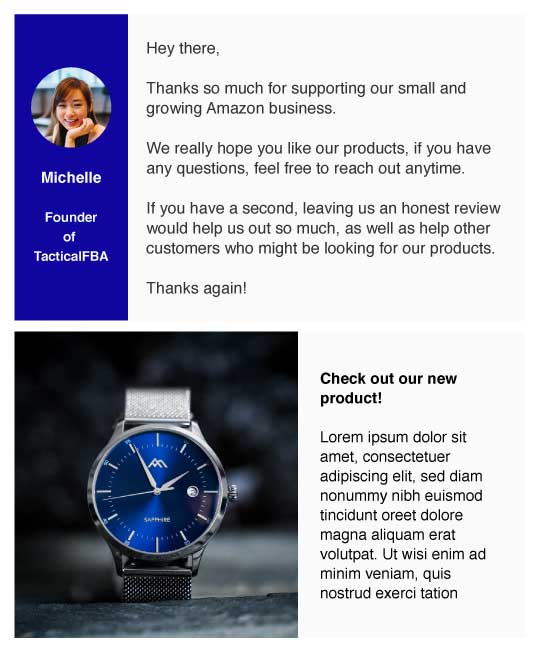 Michelle
Founder
of
TacticalFBA
Hey there,
Thanks so much for supporting our small and
growing Amazon business.
We really hope you like our products, if you have
any questions, feel free to reach out anytime.
If you have a second, leaving us an honest review
would help us out so much, as well as help other
customers who might be looking for our products.
Thanks again!
SAPPHIRE
Check out our new
product!
Lorem ipsum dolor sit
amet, consectetuer
adipiscing elit, sed diam
nonummy nibh euismod
tincidunt oreet dolore
magna aliquam erat
volutpat. Ut wisi enim ad
minim veniam, quis
nostrud exerci tation